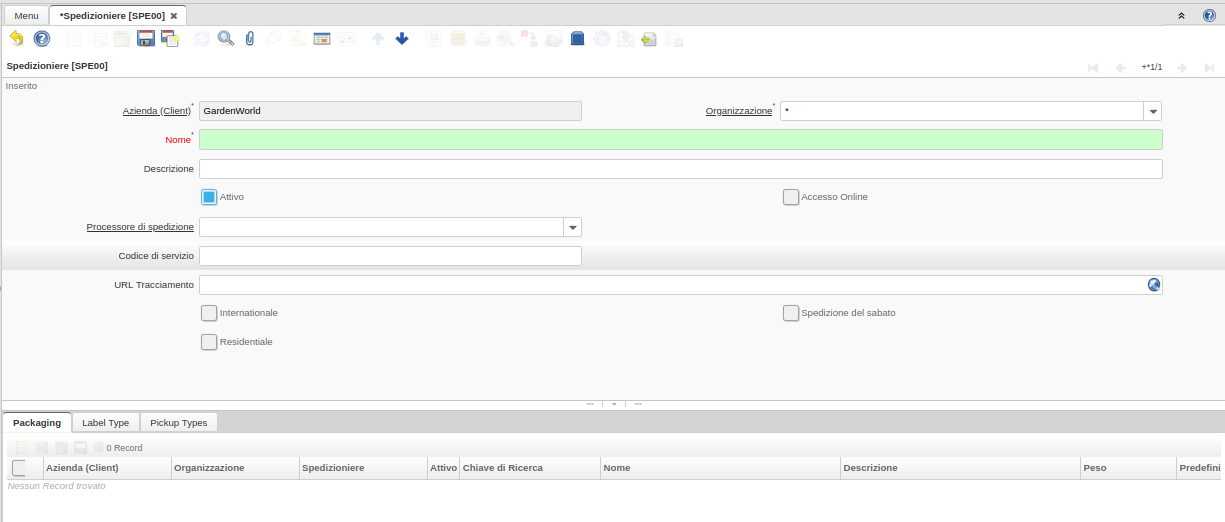 Menu *Spedizioniere [SPE00]
Spedizioniere [SPE00] +*1/1
Inserito
Azienda (Client)* GardenWorld Organizzazione* *
Nome*
Descrizione
Attivo Accesso Online
Processore di spedizione
Codice di servizio
URL Tracciamento
Internationale Spedizione del sabato
Residentiale
Packaging Label Type Pickup Types
0 Record
Azienda (Client) Organizzazione Spedizioniere Attivo Chiave di Ricerca Nome Descrizione Peso Predefini
Nessun Record trovato